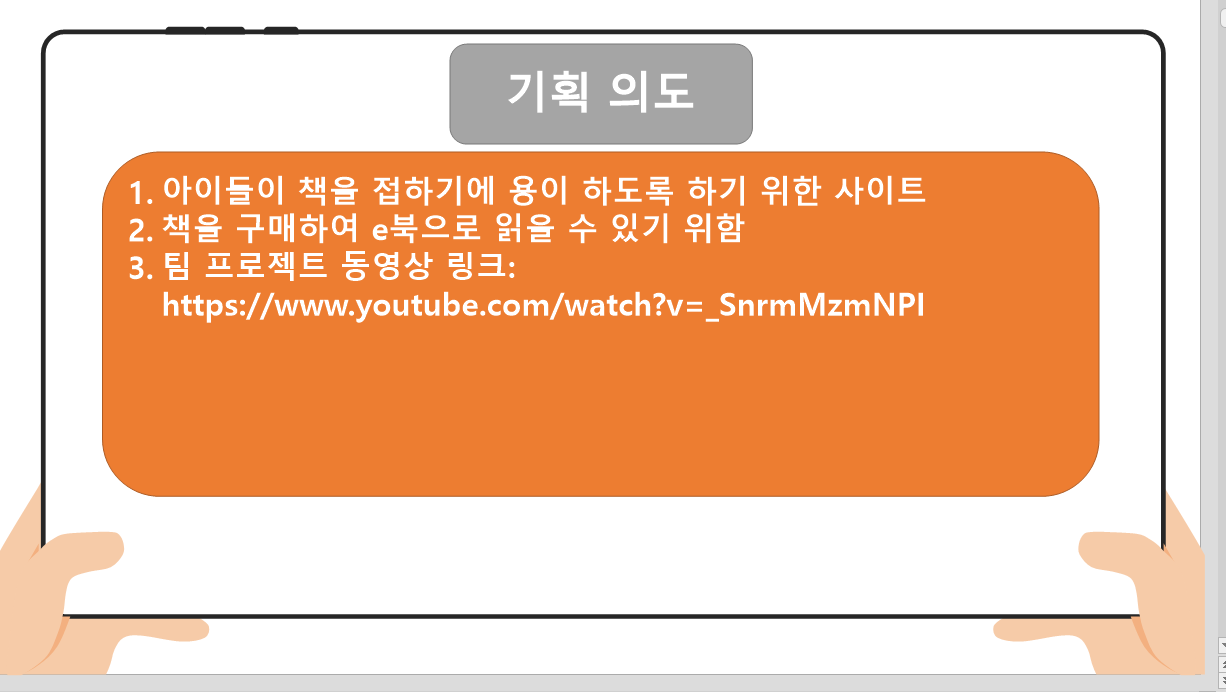 기획 의도
1. 아이들이 책을 접하기에 용이 하도록 하기 위한 사이트
2. 책을 구매하여 e북으로 읽을 수 있기 위함
3. 팀 프로젝트 동영상 링크:
https://www.youtube.com/watch?v=_SnrmMzmNPI